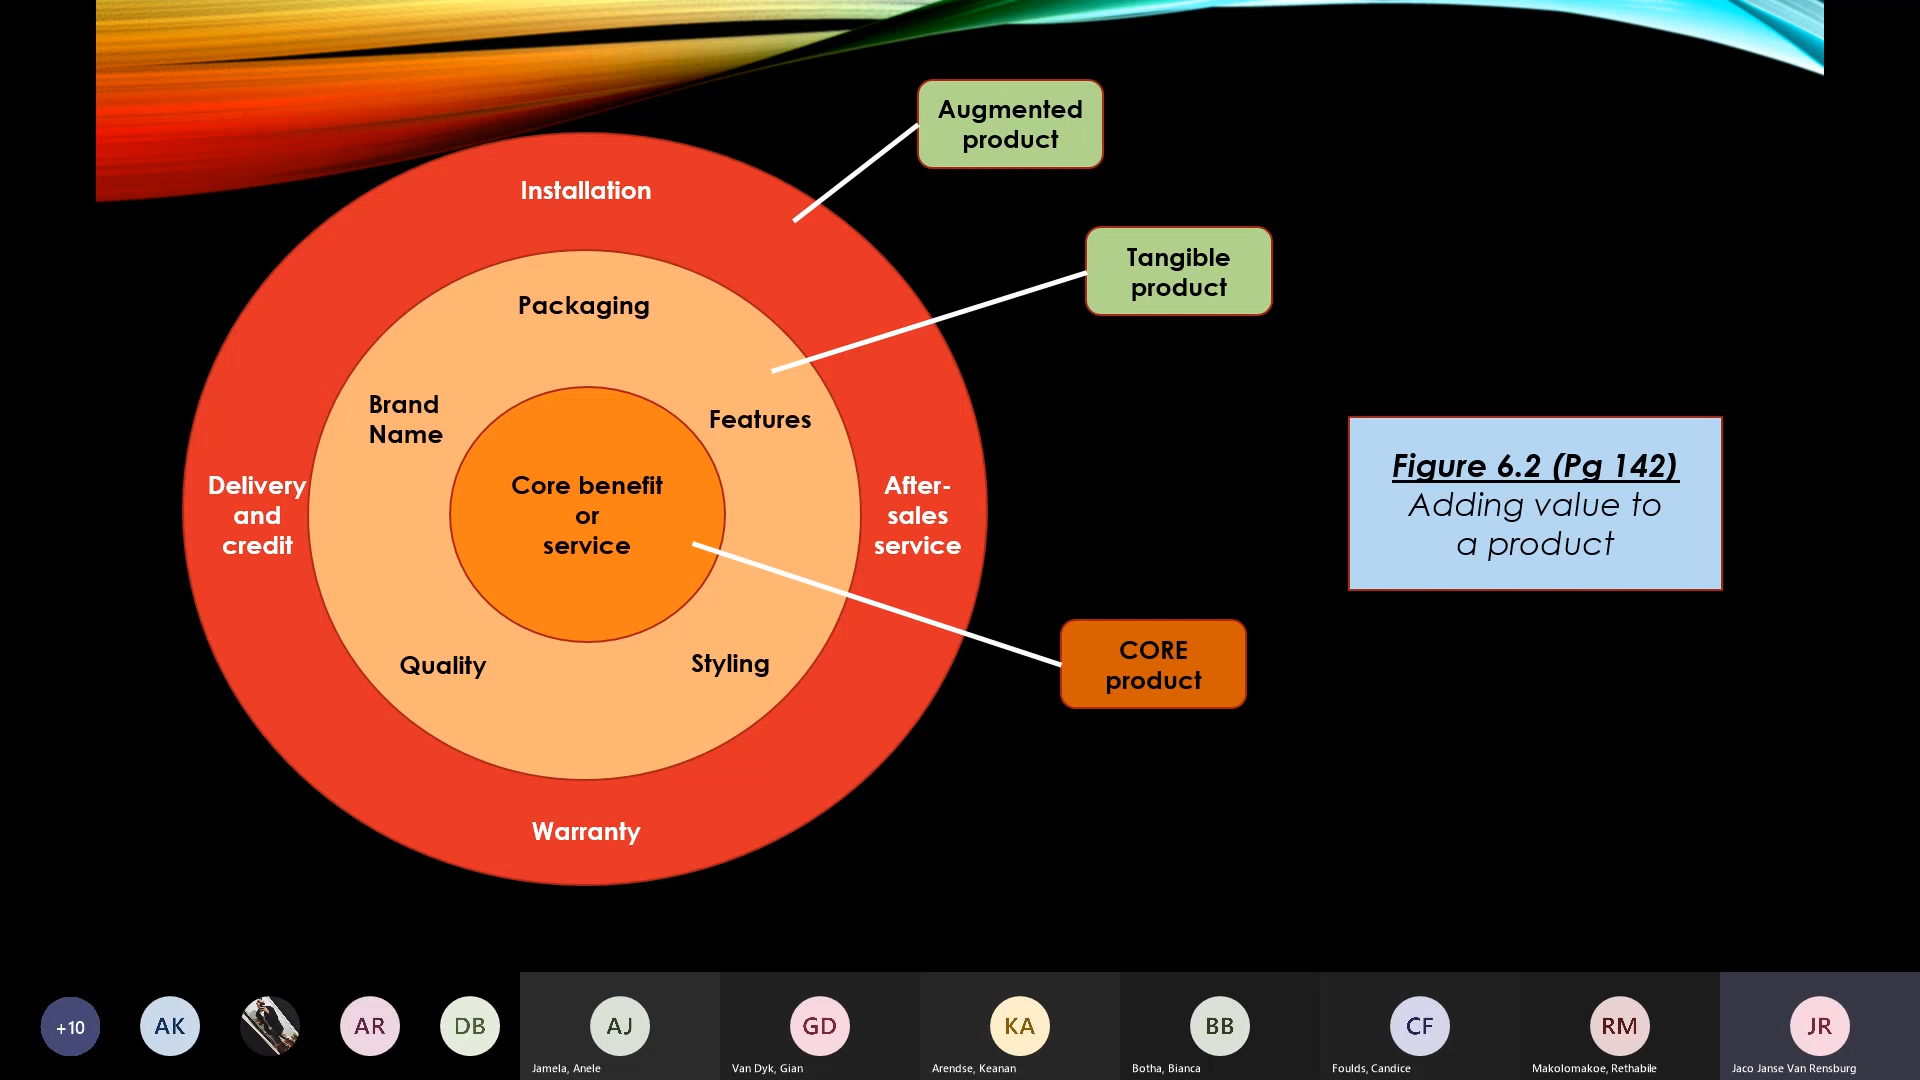 Augmented
product
Installation
Tangible
product
Packaging
Brand
Name
Features
Core benefit
or
service
Delivery
and
credit
After-
sales
service
Figure 6.2 (Pg 142)
Adding value to
a product
CORE
product
Quality
Styling
Warranty
+10
AK
AR
DB
AJ
GD
KA
BB
CF
RM
JR
Jamela, Anele
Van Dyk, Gian
Arendse, Keanan
Botha, Bianca
Foulds, Candice
Makolomakoe, Rethabile
Jaco Janse Van Rensburg